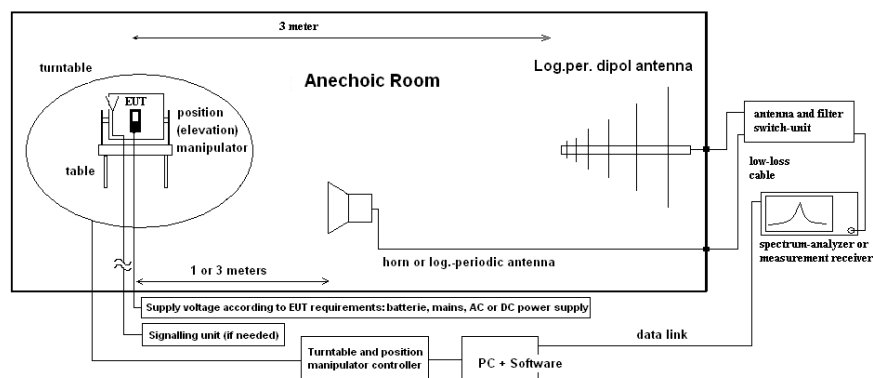 3 meter
turntable
Anechoic Room
Log.per. dipol antenna
EUT
position
(elevation)
manipulator
table
antenna and filter
switch-unit
low-loss
cable
spectrum-analyzer or
measurement receiver
horn or log.-periodic antenna
1 or 3 meters
Supply voltage according to EUT requirements: batterie, mains, AC or DC power supply
Signalling unit (if needed)
data link
Turntable and position
manipulator controller
PC + Software